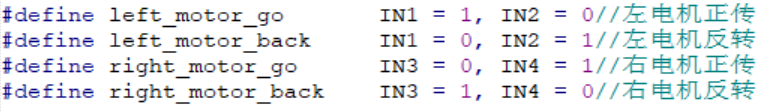 #define left_motor_go IN1 = 1, IN2 = 0//左电机正传
#define left_motor_back IN1 = 0, IN2 = 1//左电机反转
#define right_motor_go IN3 = 0, IN4 = 1//右电机正传
#define right_motor_back IN3 = 1, IN4 = 0//右电机反转